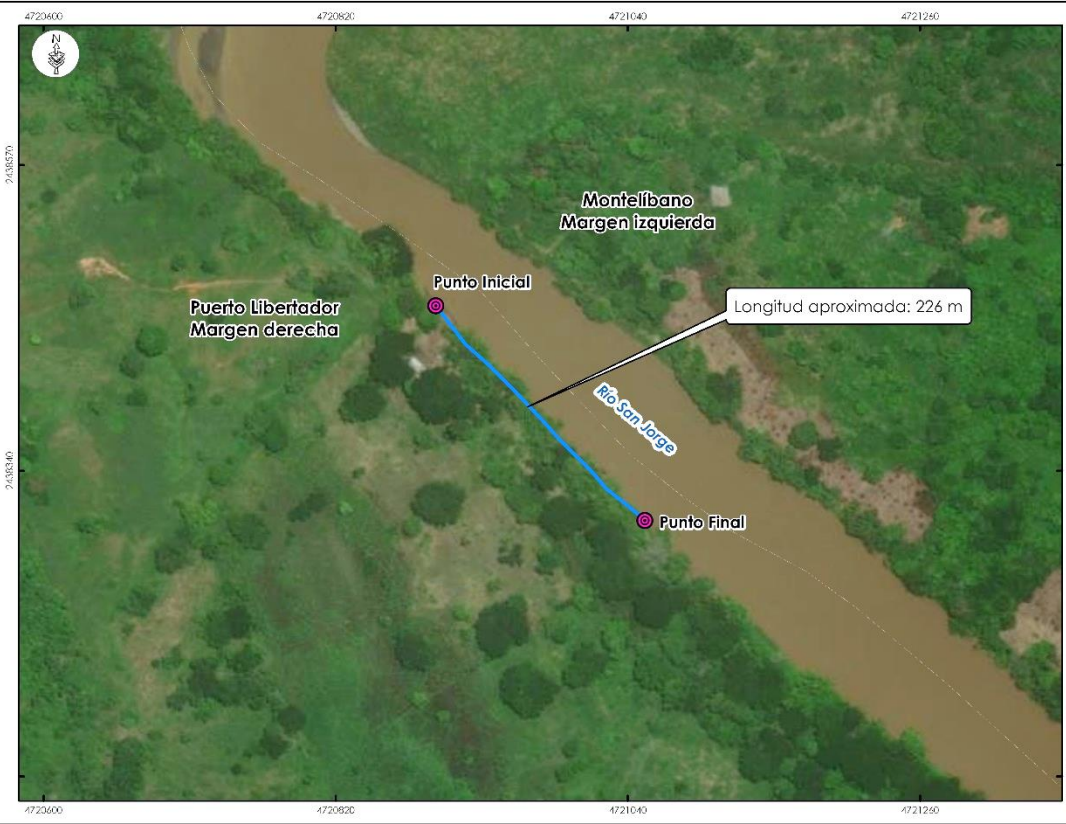 4720600 4720820 4721040 4721260
N
2438570
Montelíbano
Margen izquierda
Punto Inicial
Puerto Libertador
Margen derecha
Longitud aproximada: 226 m
Río San Jorge
2438340
Punto Final
4720600 4720820 4721040 4721260